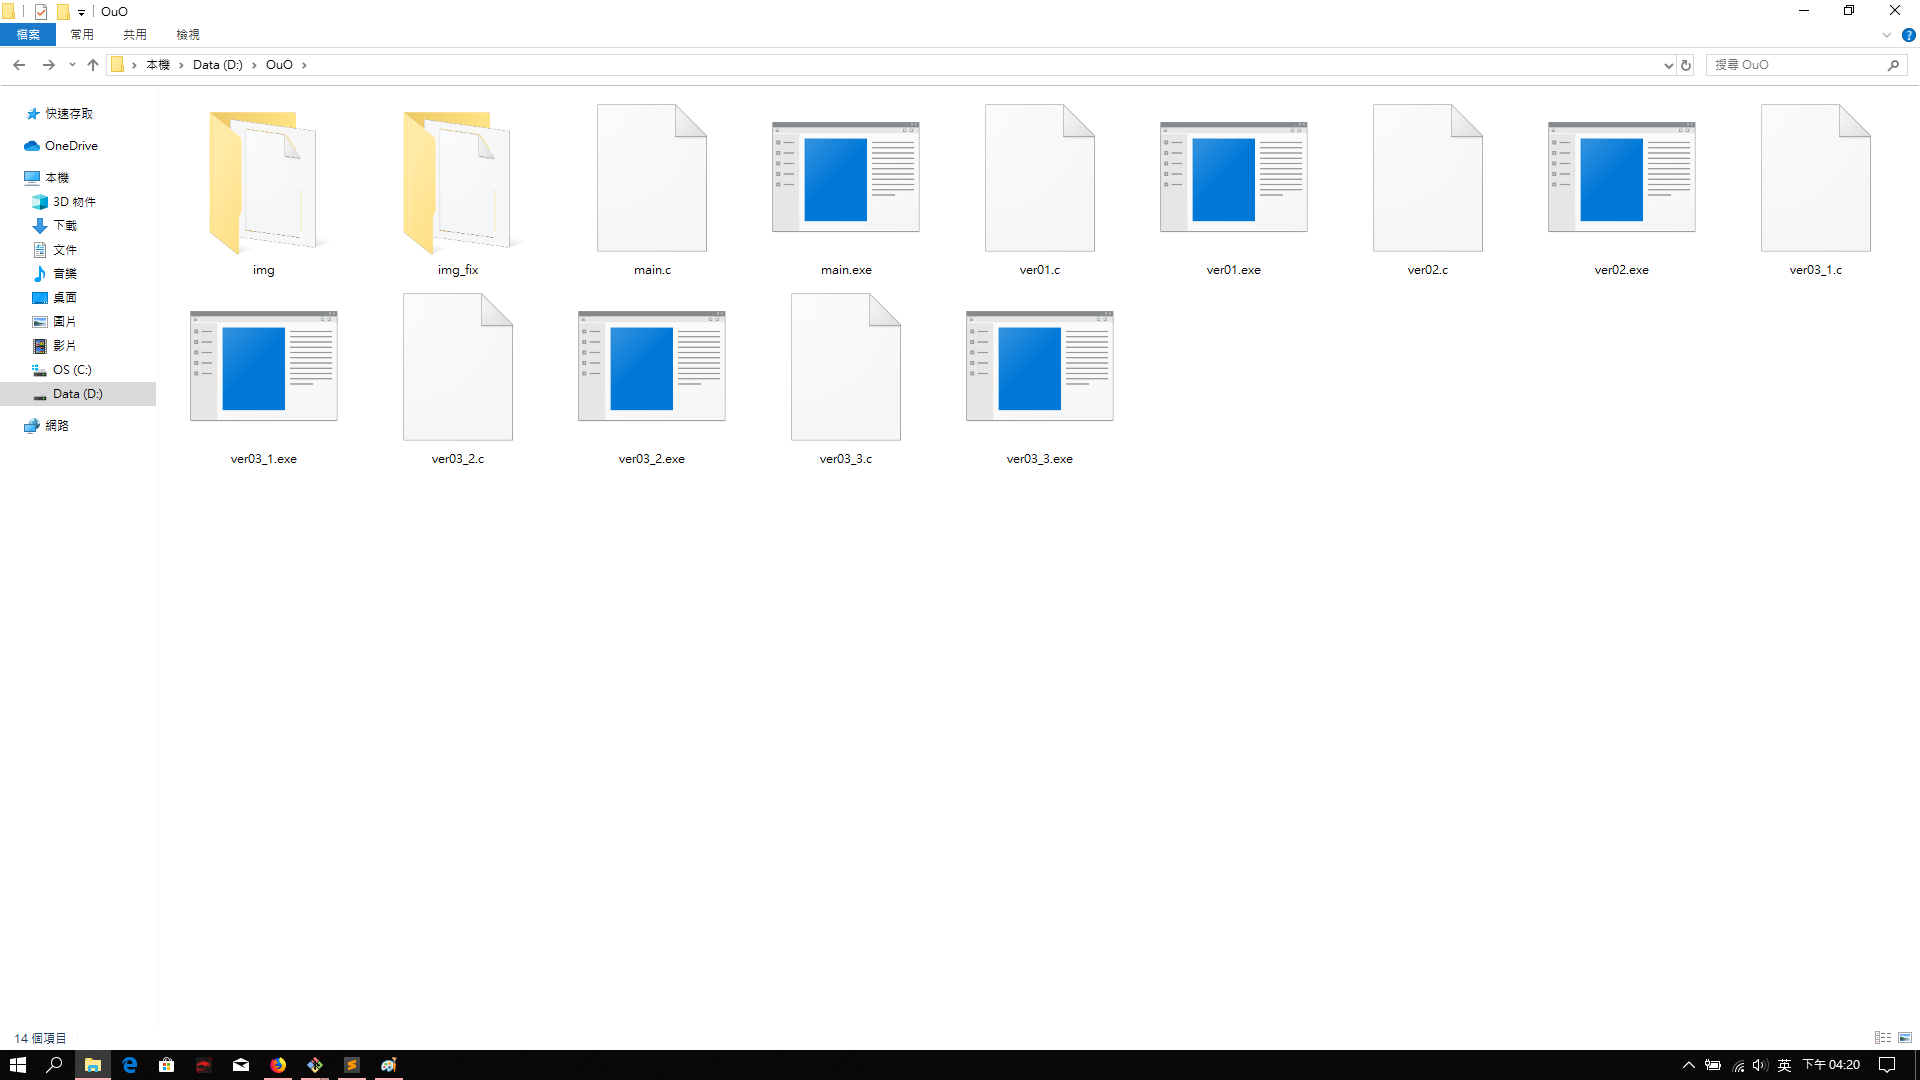 OuO
檔案 常用 共用 檢視
本機 Data (D:) OuO 搜尋 OuO
快速存取
OneDrive
本機
3D 物件
下載
文件
音樂
桌面
圖片
影片
OS (C:)
Data (D:)
網路
img img_fix main.c main.exe ver01.c ver01.exe ver02.c ver02.exe ver03_1.c
ver03_1.exe ver03_2.c ver03_2.exe ver03_3.c ver03_3.exe
14 個項目
英 下午 04:20